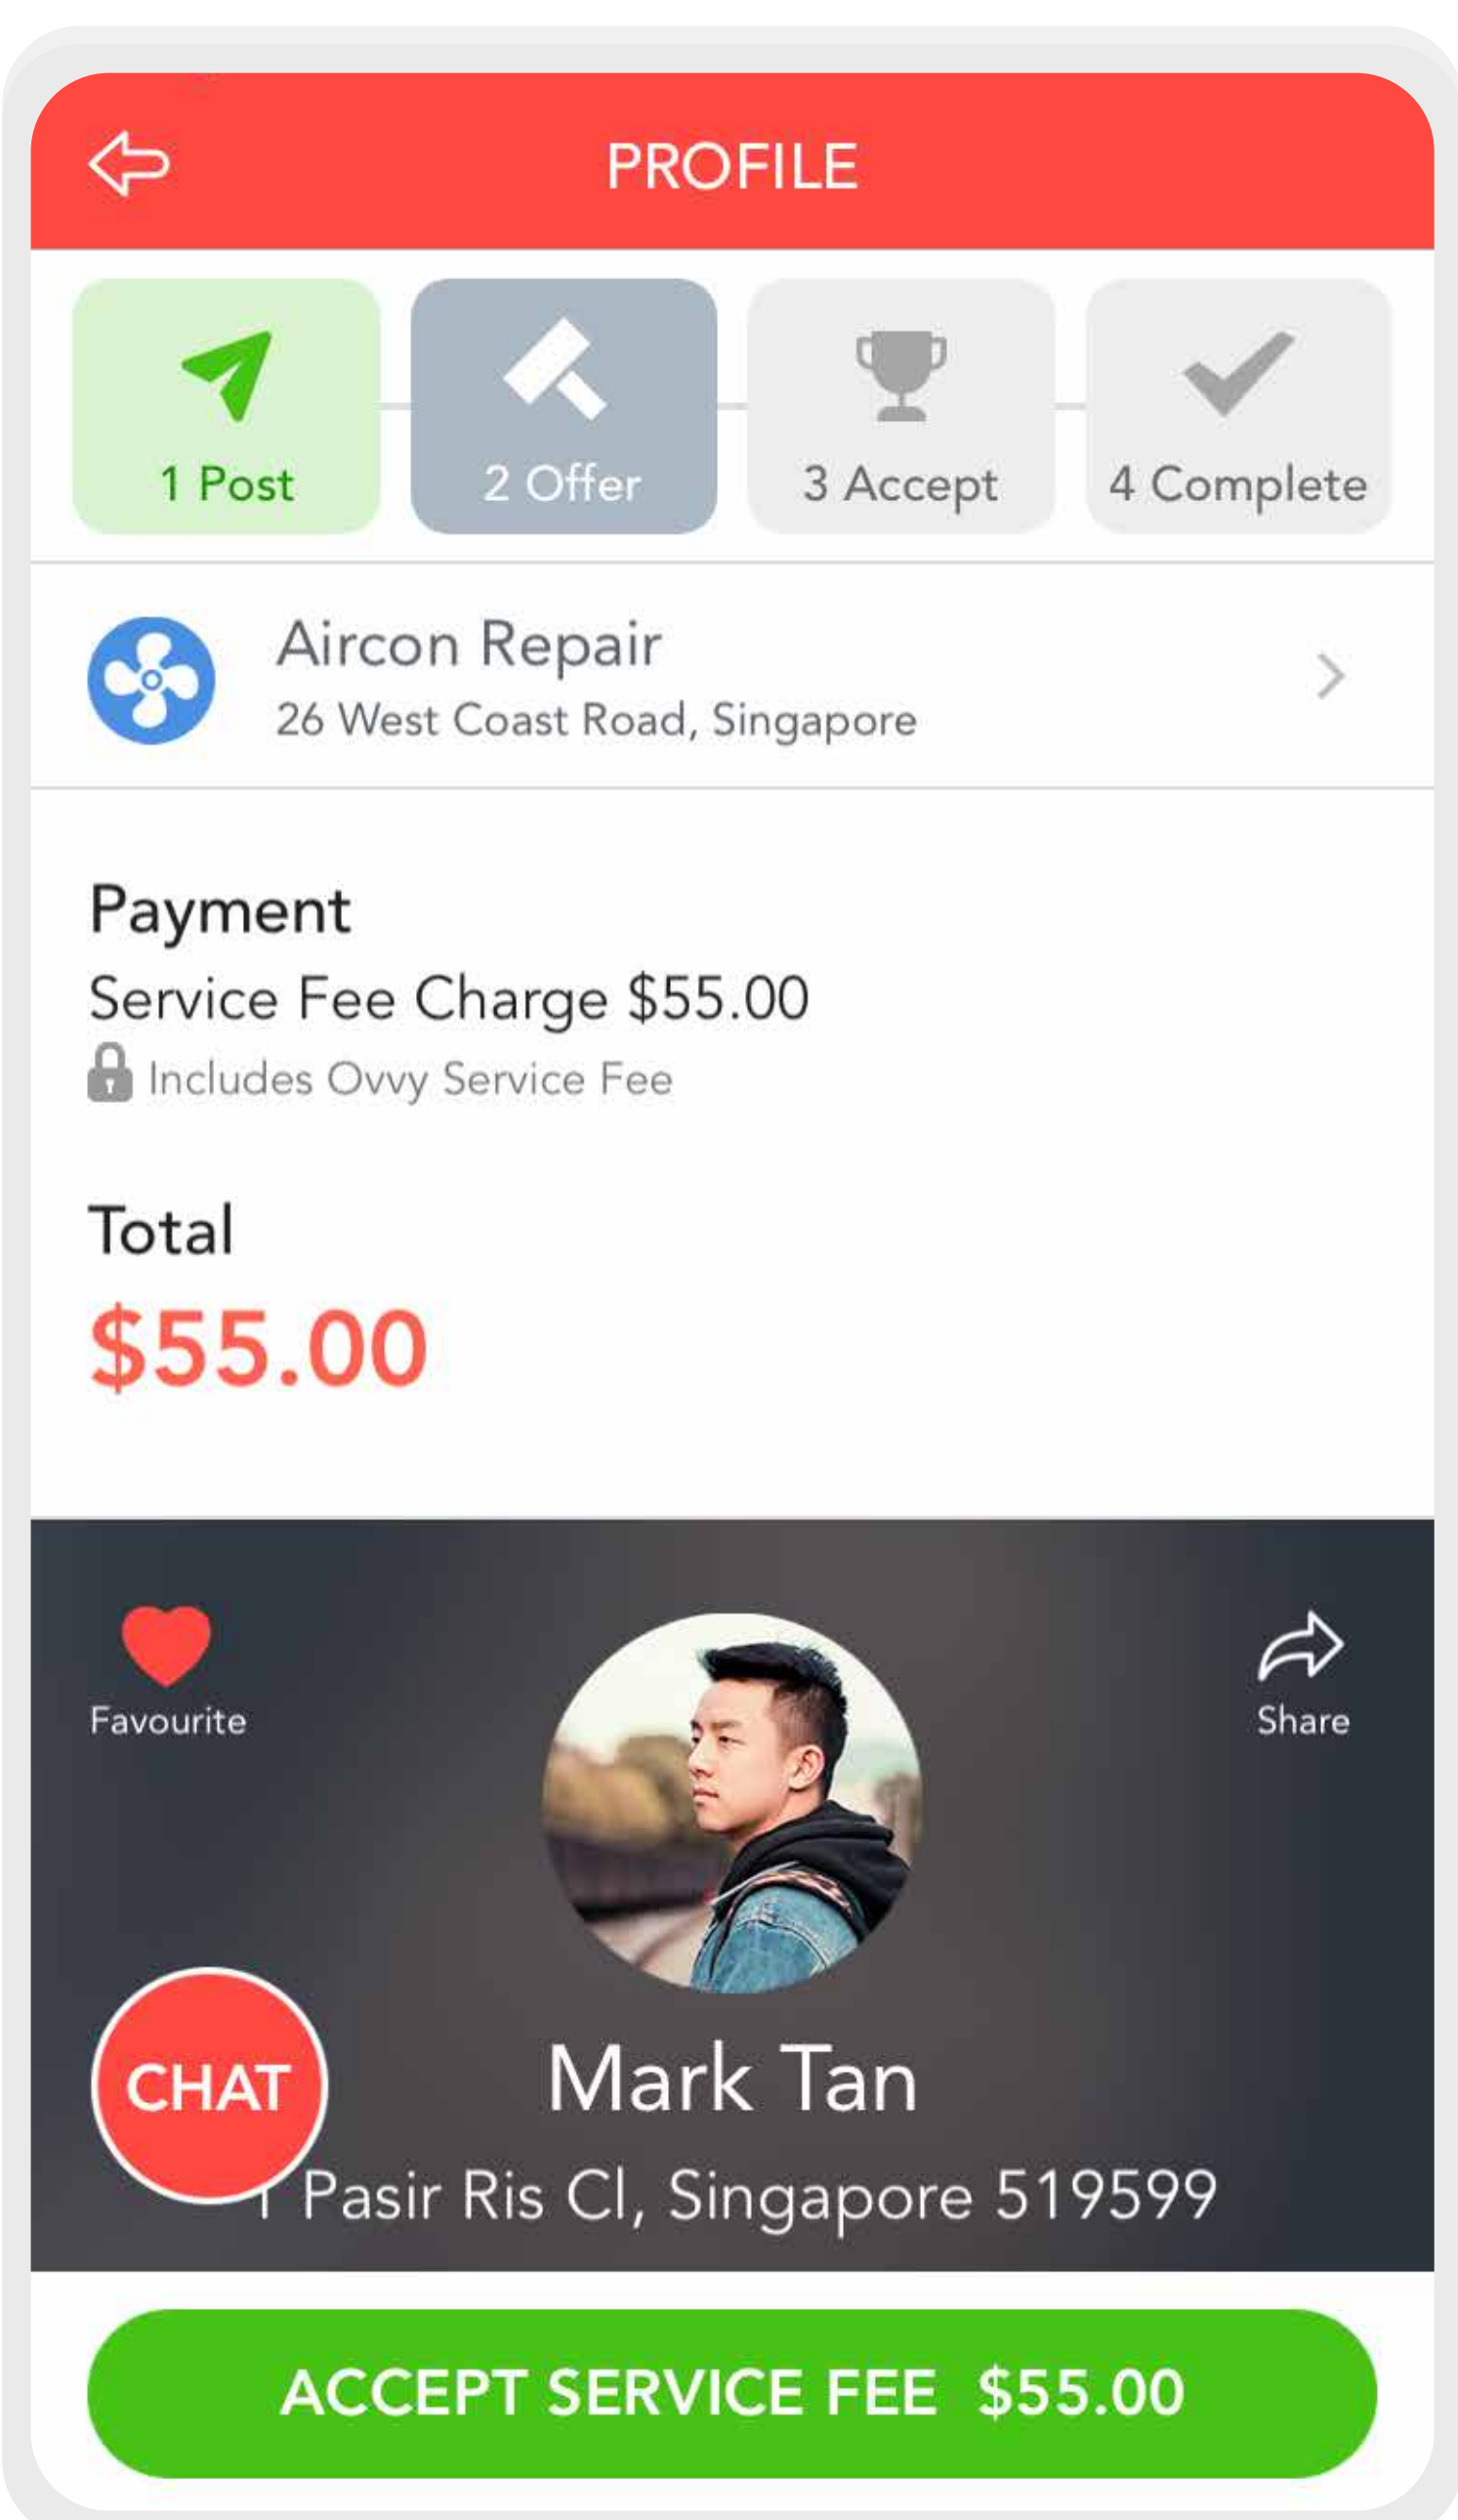 PROFILE
1 Post
2 Offer
3 Accept
4 Complete
Aircon Repair
26 West Coast Road, Singapore
Payment
Service Fee Charge $55.00
Includes Ovvy Service Fee
Total
$55.00
Favourite
Share
CHAT
Mark Tan
1 Pasir Ris Cl, Singapore 519599
ACCEPT SERVICE FEE $55.00